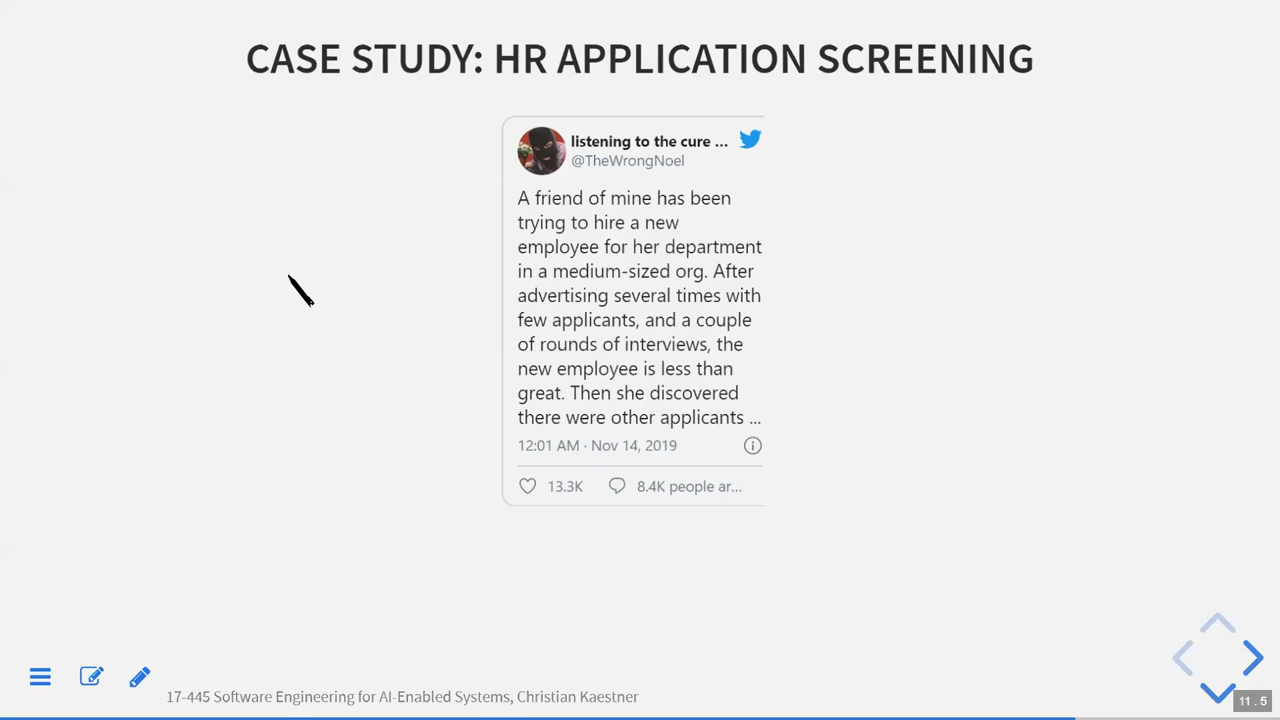 CASE STUDY: HR APPLICATION SCREENING
listening to the cure ...
@TheWrongNoel
A friend of mine has been
trying to hire a new
employee for her department
in a medium-sized org. After
advertising several times with
few applicants, and a couple
of rounds of interviews, the
new employee is less than
great. Then she discovered
there were other applicants ...
12:01 AM · Nov 14, 2019
13.3K 8.4K people ar...
17-445 Software Engineering for AI-Enabled Systems, Christian Kaestner
11 . 5